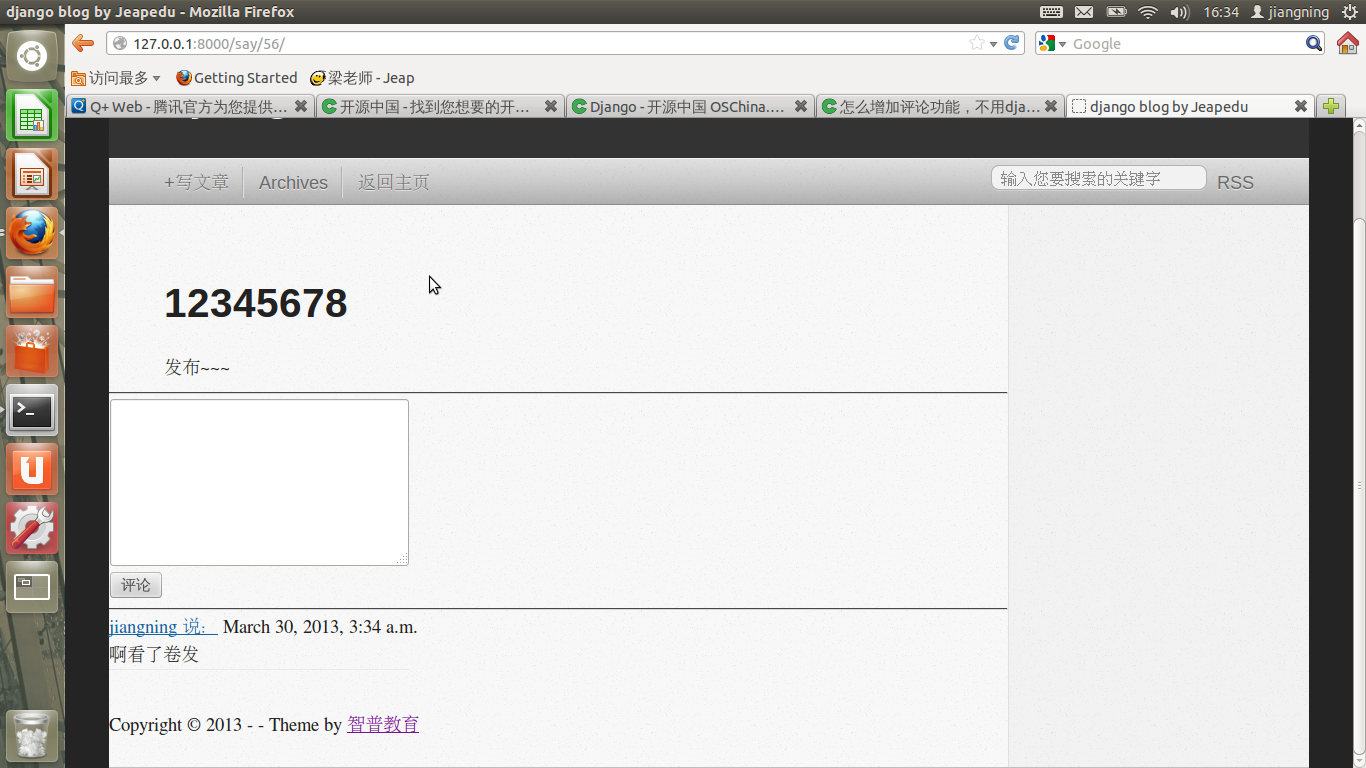 django blog by Jeapedu - Mozilla Firefox
16:34 jiangning
127.0.0.1:8000/say/56/
Google
访问最多 Getting Started 梁老师 - Jeap
Q+ Web - 腾讯官方为您提供... 开源中国 - 找到您想要的开... Django - 开源中国 OSChina.... 怎么增加评论功能，不用dja... django blog by Jeapedu
+写文章 Archives 返回主页 输入您要搜索的关键字 RSS
12345678
发布~~~
评论
jiangning 说： March 30, 2013, 3:34 a.m.
啊看了卷发
Copyright © 2013 - - Theme by 智普教育